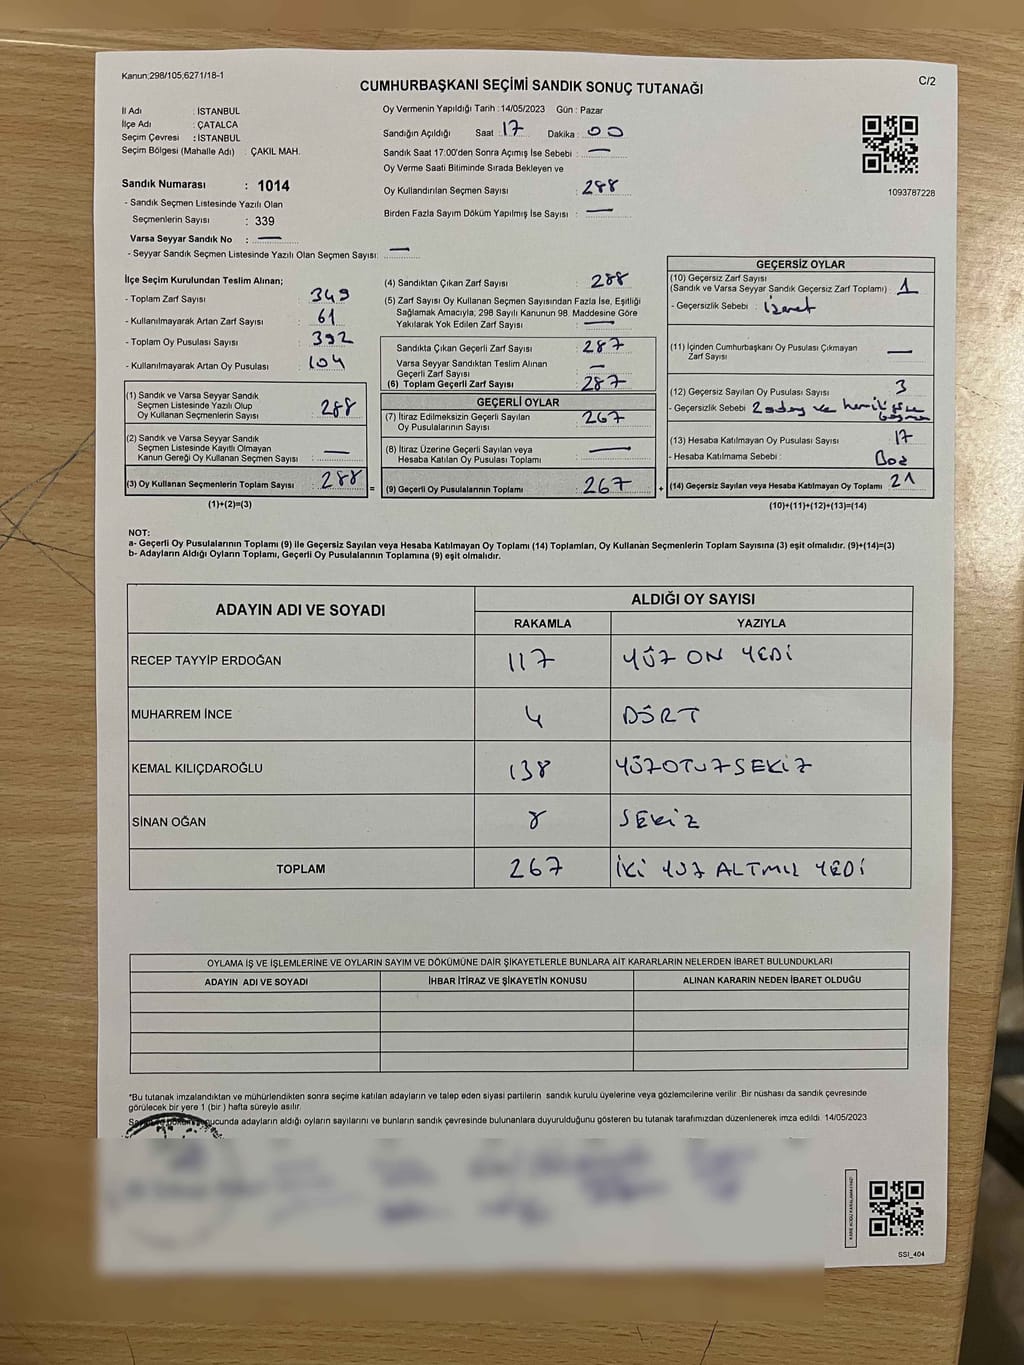 Kanun;298/105;6271/18-1
C/2
CUMHURBAŞKANI SEÇİMİ SANDIK SONUÇ TUTANAĞI
İl Adı : İSTANBUL
İlçe Adı : ÇATALCA
Seçim Çevresi : İSTANBUL
Seçim Bölgesi (Mahalle Adı) : ÇAKIL MAH.
Sandık Numarası : 1014
- Sandık Seçmen Listesinde Yazılı Olan
Seçmenlerin Sayısı : 339
Varsa Seyyar Sandık No : —
- Seyyar Sandık Seçmen Listesinde Yazılı Olan Seçmen Sayısı: —
Oy Vermenin Yapıldığı Tarih : 14/05/2023 Gün : Pazar
Sandığın Açıldığı Saat : 17 Dakika : 00
Sandık Saat 17:00'den Sonra Açımış İse Sebebi : —
Oy Verme Saati Bitiminde Sırada Bekleyen ve
Oy Kullandırılan Seçmen Sayısı : 288
Birden Fazla Sayım Döküm Yapılmış İse Sayısı : —
1093787228
İlçe Seçim Kurulundan Teslim Alınan;
- Toplam Zarf Sayısı : 349
- Kullanılmayarak Artan Zarf Sayısı : 61
- Toplam Oy Pusulası Sayısı : 392
- Kullanılmayarak Artan Oy Pusulası : 104
(1) Sandık ve Varsa Seyyar Sandık
Seçmen Listesinde Yazılı Olup
Oy Kullanan Seçmenlerin Sayısı : 288
(2) Sandık ve Varsa Seyyar Sandık
Seçmen Listesinde Kayıtlı Olmayan
Kanun Gereği Oy Kullanan Seçmen Sayısı : —
(3) Oy Kullanan Seçmenlerin Toplam Sayısı : 288
(1)+(2)=(3)
(4) Sandıktan Çıkan Zarf Sayısı : 288
(5) Zarf Sayısı Oy Kullanan Seçmen Sayısından Fazla İse, Eşitliği
Sağlamak Amacıyla; 298 Sayılı Kanunun 98. Maddesine Göre
Yakılarak Yok Edilen Zarf Sayısı : —
Sandıkta Çıkan Geçerli Zarf Sayısı : 287
Varsa Seyyar Sandıktan Teslim Alınan
Geçerli Zarf Sayısı : —
(6) Toplam Geçerli Zarf Sayısı : 287
GEÇERLİ OYLAR
(7) İtiraz Edilmeksizin Geçerli Sayılan
Oy Pusulalarının Sayısı : 267
(8) İtiraz Üzerine Geçerli Sayılan veya
Hesaba Katılan Oy Pusulası Toplamı : —
= (9) Geçerli Oy Pusulalarının Toplamı : 267
GEÇERSİZ OYLAR
(10) Geçersiz Zarf Sayısı
(Sandık ve Varsa Seyyar Sandık Geçersiz Zarf Toplamı) : 1
- Geçersizlik Sebebi : İşaret
(11) İçinden Cumhurbaşkanı Oy Pusulası Çıkmayan
Zarf Sayısı : —
(12) Geçersiz Sayılan Oy Pusulası Sayısı : 3
- Geçersizlik Sebebi : 2 adey ve
(13) Hesaba Katılmayan Oy Pusulası Sayısı : 17
- Hesaba Katılmama Sebebi : Boş
+ (14) Geçersiz Sayılan veya Hesaba Katılmayan Oy Toplamı : 21
(10)+(11)+(12)+(13)=(14)
NOT:
a- Geçerli Oy Pusulalarının Toplamı (9) ile Geçersiz Sayılan veya Hesaba Katılmayan Oy Toplamı (14) Toplamları, Oy Kullanan Seçmenlerin Toplam Sayısına (3) eşit olmalıdır. (9)+(14)=(3)
b- Adayların Aldığı Oyların Toplamı, Geçerli Oy Pusulalarının Toplamına (9) eşit olmalıdır.
ADAYIN ADI VE SOYADI
ALDIĞI OY SAYISI
RAKAMLA YAZIYLA
RECEP TAYYİP ERDOĞAN 117 YÜZ ON YEDİ
MUHARREM İNCE 4 DÖRT
KEMAL KILIÇDAROĞLU 138 YÜZOTUZSEKİZ
SİNAN OĞAN 8 SEKİZ
TOPLAM 267 İKİ YUZ ALTMIŞ YEDİ
OYLAMA İŞ VE İŞLEMLERİNE VE OYLARIN SAYIM VE DÖKÜMÜNE DAİR ŞİKAYETLERLE BUNLARA AİT KARARLARIN NELERDEN İBARET BULUNDUKLARI
ADAYIN ADI VE SOYADI İHBAR İTİRAZ VE ŞİKAYETİN KONUSU ALINAN KARARIN NEDEN İBARET OLDUĞU
*Bu tutanak imzalandıktan ve mühürlendikten sonra seçime katılan adayların ve talep eden siyasi partilerin sandık kurulu üyelerine veya gözlemcilerine verilir .Bir nüshası da sandık çevresinde
görülecek bir yere 1 (bir ) hafta süreyle asılır.
adayların aldığı oyların sayılarını ve bunların sandık çevresinde bulunanlara duyurulduğunu gösteren bu tutanak tarafımızdan düzenlenerek imza edildi. 14/05/2023
SSI_404